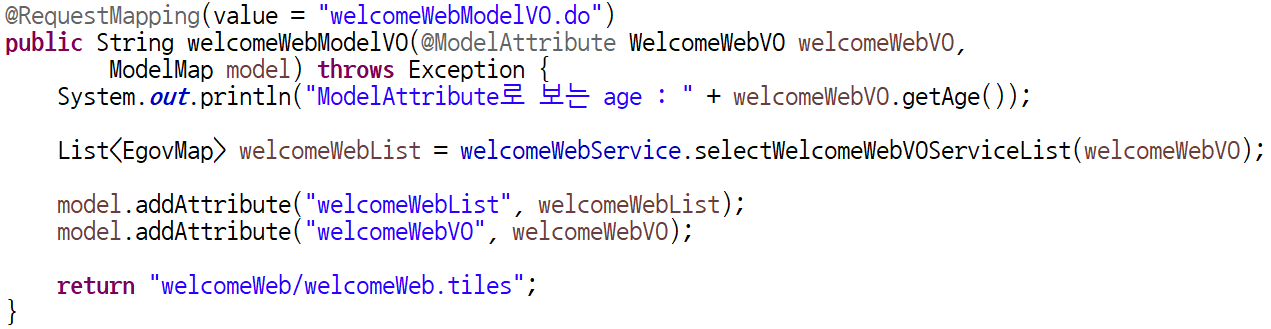 @RequestMapping(value = "welcomeWebModelVO.do")
public String welcomeWebModelVO(@ModelAttribute WelcomeWebVO welcomeWebVO,
        ModelMap model) throws Exception {
    System.out.println("ModelAttribute로 보는 age : " + welcomeWebVO.getAge());

    List<EgovMap> welcomeWebList = welcomeWebService.selectWelcomeWebVOServiceList(welcomeWebVO);

    model.addAttribute("welcomeWebList", welcomeWebList);
    model.addAttribute("welcomeWebVO", welcomeWebVO);

    return "welcomeWeb/welcomeWeb.tiles";
}